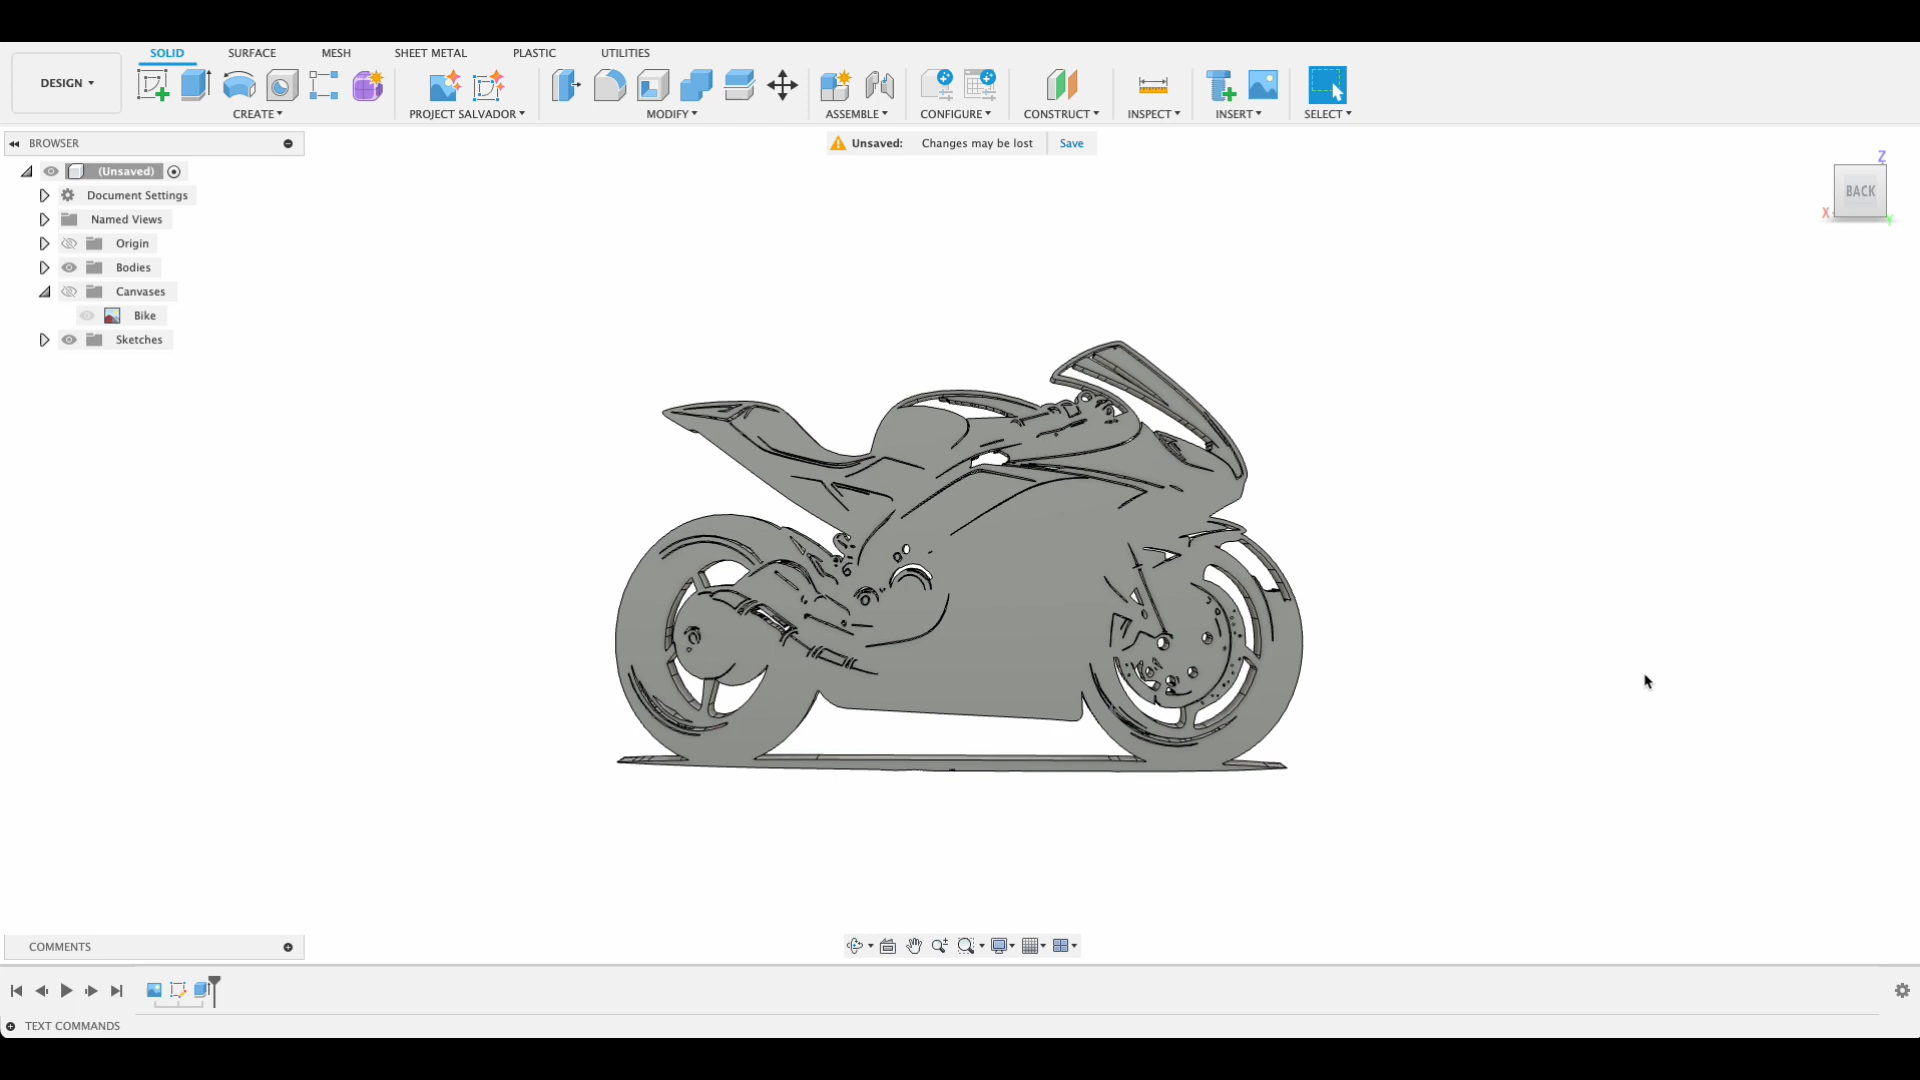 SOLID SURFACE MESH SHEET METAL PLASTIC UTILITIES
DESIGN
CREATE PROJECT SALVADOR MODIFY ASSEMBLE CONFIGURE CONSTRUCT INSPECT INSERT SELECT
BROWSER
Unsaved: Changes may be lost Save
(Unsaved)
Document Settings
Named Views
Origin
Bodies
Canvases
Bike
Sketches
Z
BACK
X
Y
COMMENTS
TEXT COMMANDS